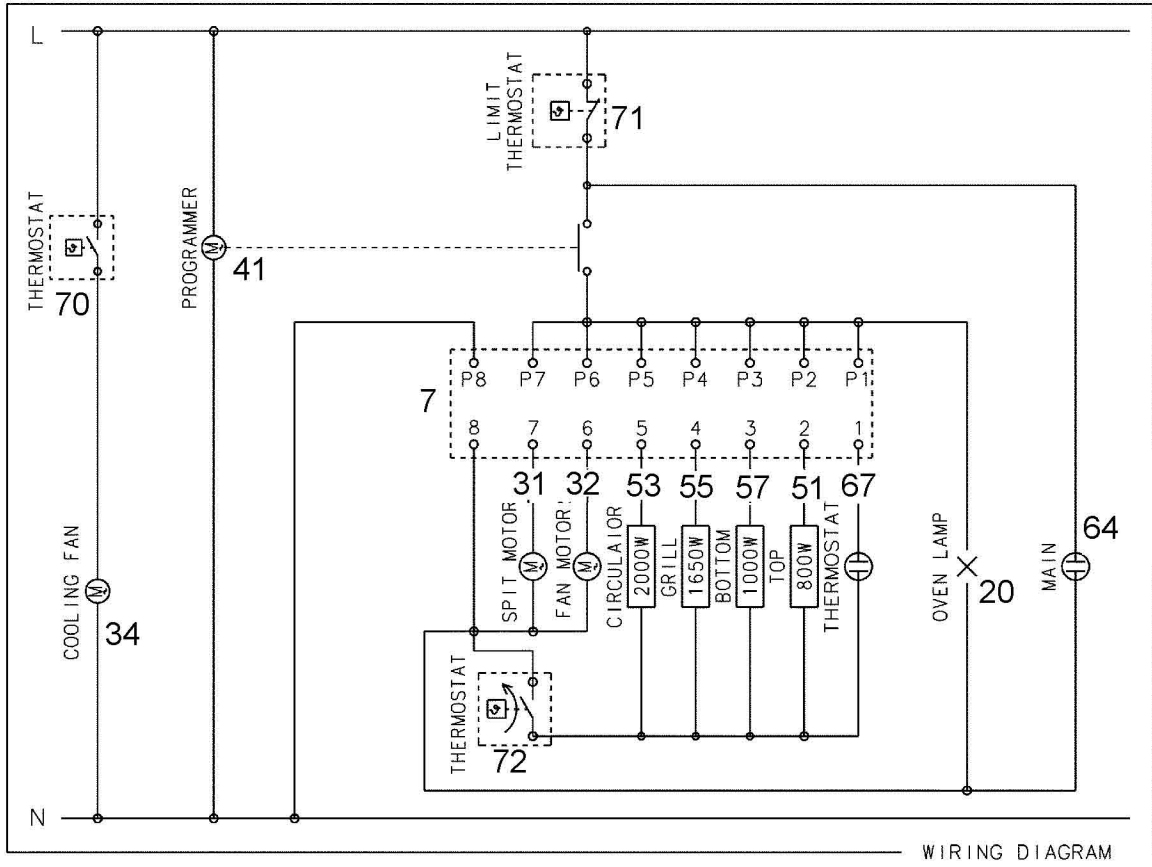 L
LIMIT
THERMOSTAT
71
THERMOSTAT
70
PROGRAMMER
M
41
7
P8 P7 P6 P5 P4 P3 P2 P1
8 7 6 5 4 3 2 1
31 32 53 55 57 51 67
SPIT MOTOR
M
FAN MOTOR
M
CIRCULAIOR
2000W
GRILL
1650W
BOTTOM
1000W
TOP
800W
THERMOSTAT
OVEN LAMP
20
MAIN
64
COOLING FAN
M
34
THERMOSTAT
72
N
WIRING DIAGRAM